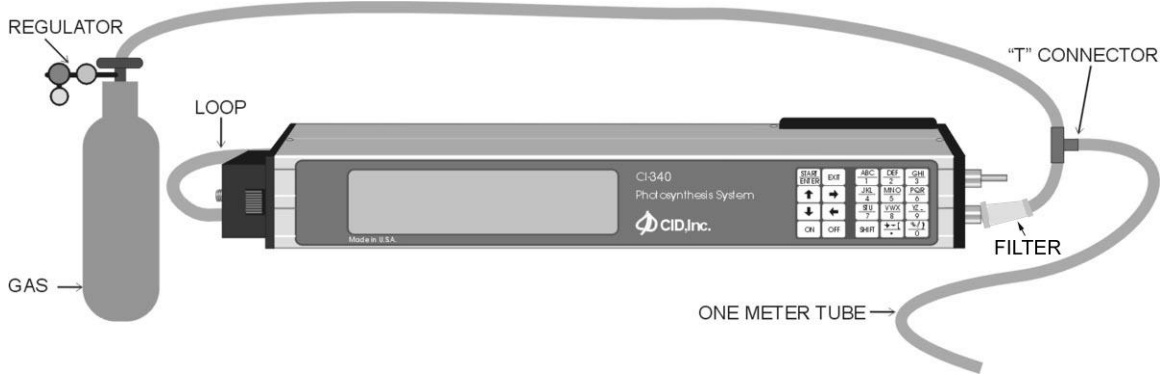 REGULATOR
"T" CONNECTOR
LOOP
CI-340
Photosynthesis System
CID,Inc.
Made in U.S.A.
START ENTER
EXIT
ABC 1
DEF 2
GHI 3
JKL 4
MNO 5
PQR 6
STU 7
VWX 8
YZ_ 9
ON
OFF
SHIFT
FILTER
GAS
ONE METER TUBE